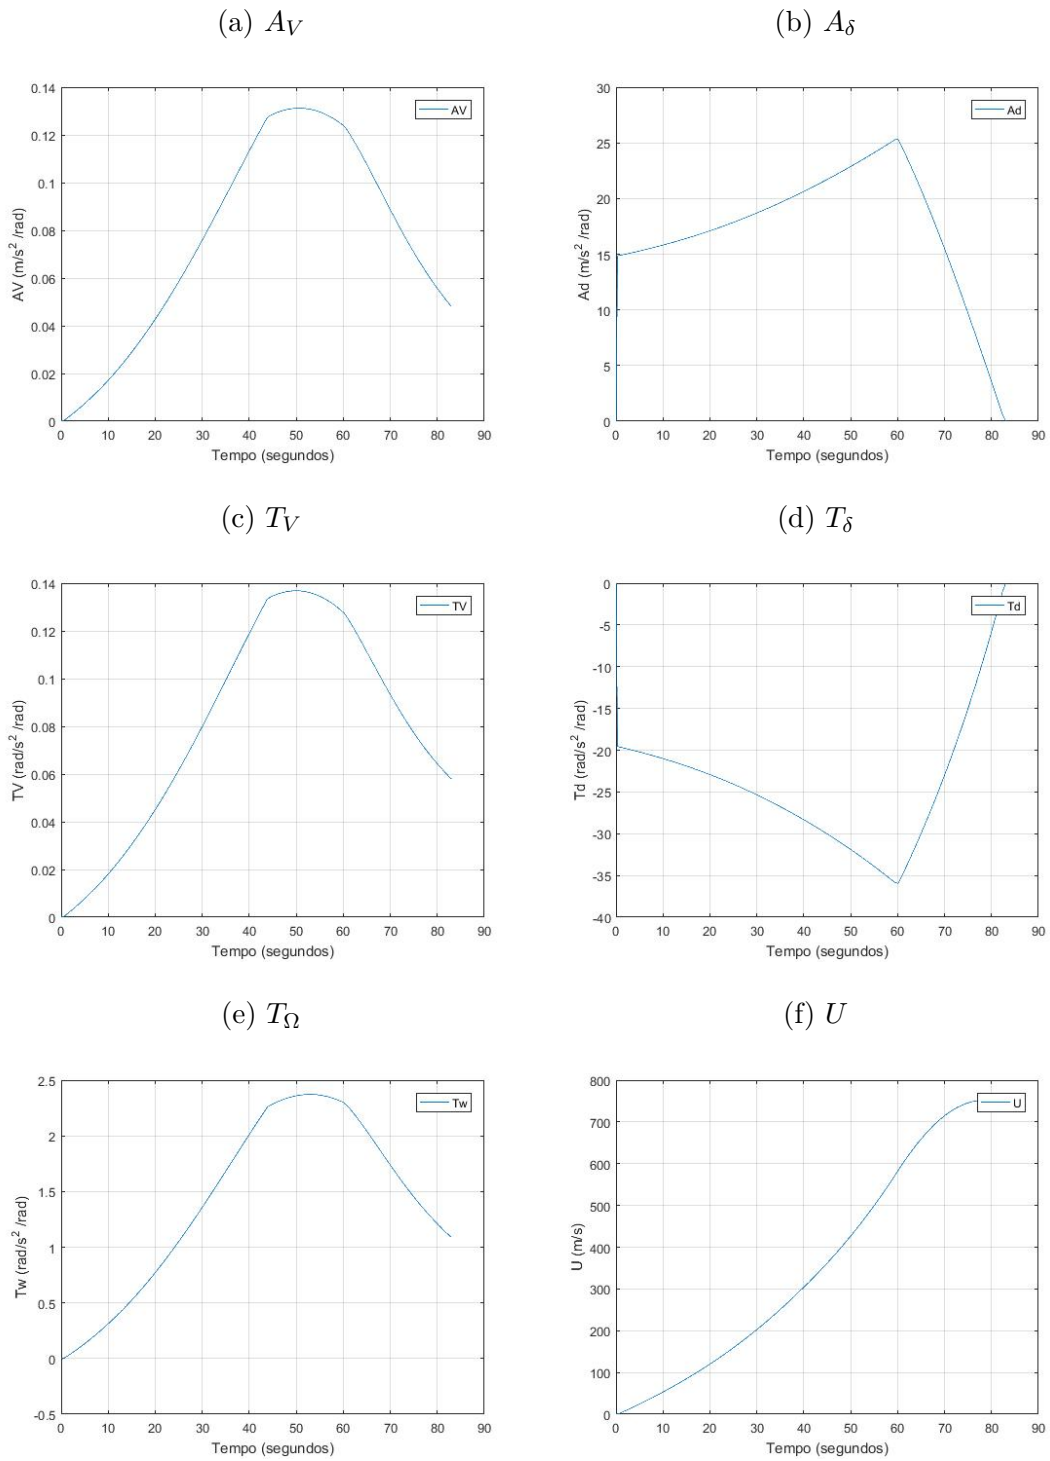 (a) A_V
0.14
0.12
0.1
0.08
0.06
0.04
0.02
0
AV (m/s² /rad)
AV
0 10 20 30 40 50 60 70 80 90
Tempo (segundos)
(b) A_δ
30
25
20
15
10
5
0
Ad (m/s² /rad)
Ad
0 10 20 30 40 50 60 70 80 90
Tempo (segundos)
(c) T_V
0.14
0.12
0.1
0.08
0.06
0.04
0.02
0
TV (rad/s² /rad)
TV
0 10 20 30 40 50 60 70 80 90
Tempo (segundos)
(d) T_δ
0
-5
-10
-15
-20
-25
-30
-35
-40
Td (rad/s² /rad)
Td
0 10 20 30 40 50 60 70 80 90
Tempo (segundos)
(e) T_Ω
2.5
2
1.5
1
0.5
0
-0.5
Tw (rad/s² /rad)
Tw
0 10 20 30 40 50 60 70 80 90
Tempo (segundos)
(f) U
800
700
600
500
400
300
200
100
0
U (m/s)
U
0 10 20 30 40 50 60 70 80 90
Tempo (segundos)